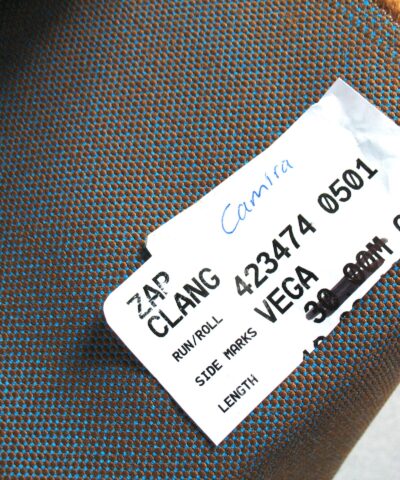 Camira
ZAP
CLANG
RUN/ROLL 423474 0501
SIDE MARKS VEGA
LENGTH